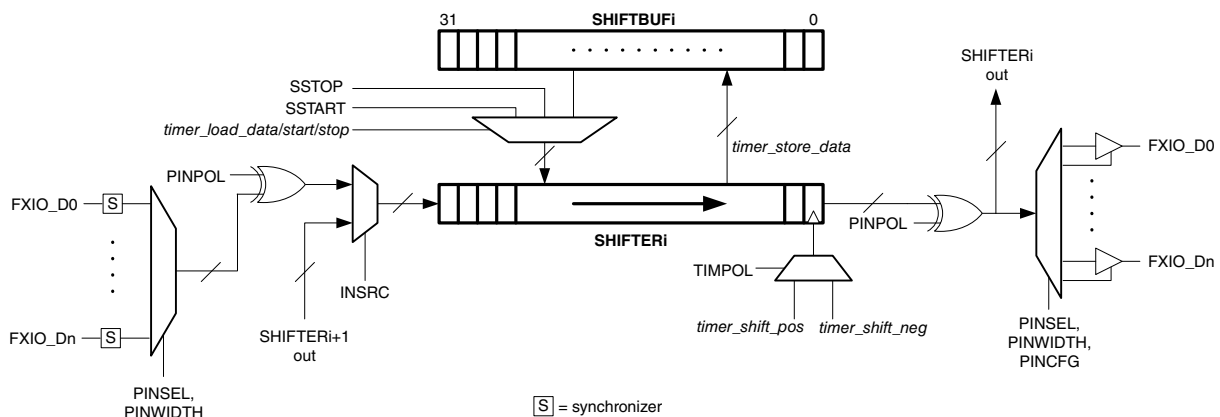 31 SHIFTBUFi 0
SSTOP
SSTART
timer_load_data/start/stop
timer_store_data
SHIFTERi
out
PINPOL
FXIO_D0 S
FXIO_Dn S
PINSEL,
PINWIDTH
SHIFTERi+1
out
INSRC
SHIFTERi
TIMPOL
timer_shift_pos timer_shift_neg
PINPOL
FXIO_D0
FXIO_Dn
PINSEL,
PINWIDTH,
PINCFG
S = synchronizer